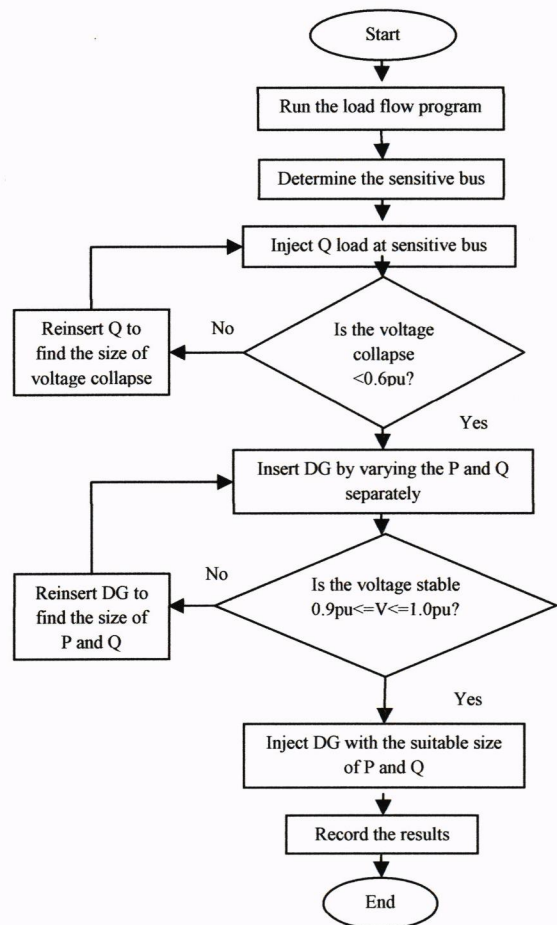 Start
Run the load flow program
Determine the sensitive bus
Inject Q load at sensitive bus
Reinsert Q to
find the size of
voltage collapse
No
Is the voltage
collapse
<0.6pu?
Yes
Insert DG by varying the P and Q
separately
Reinsert DG to
find the size of
P and Q
No
Is the voltage stable
0.9pu<=V<=1.0pu?
Yes
Inject DG with the suitable size
of P and Q
Record the results
End